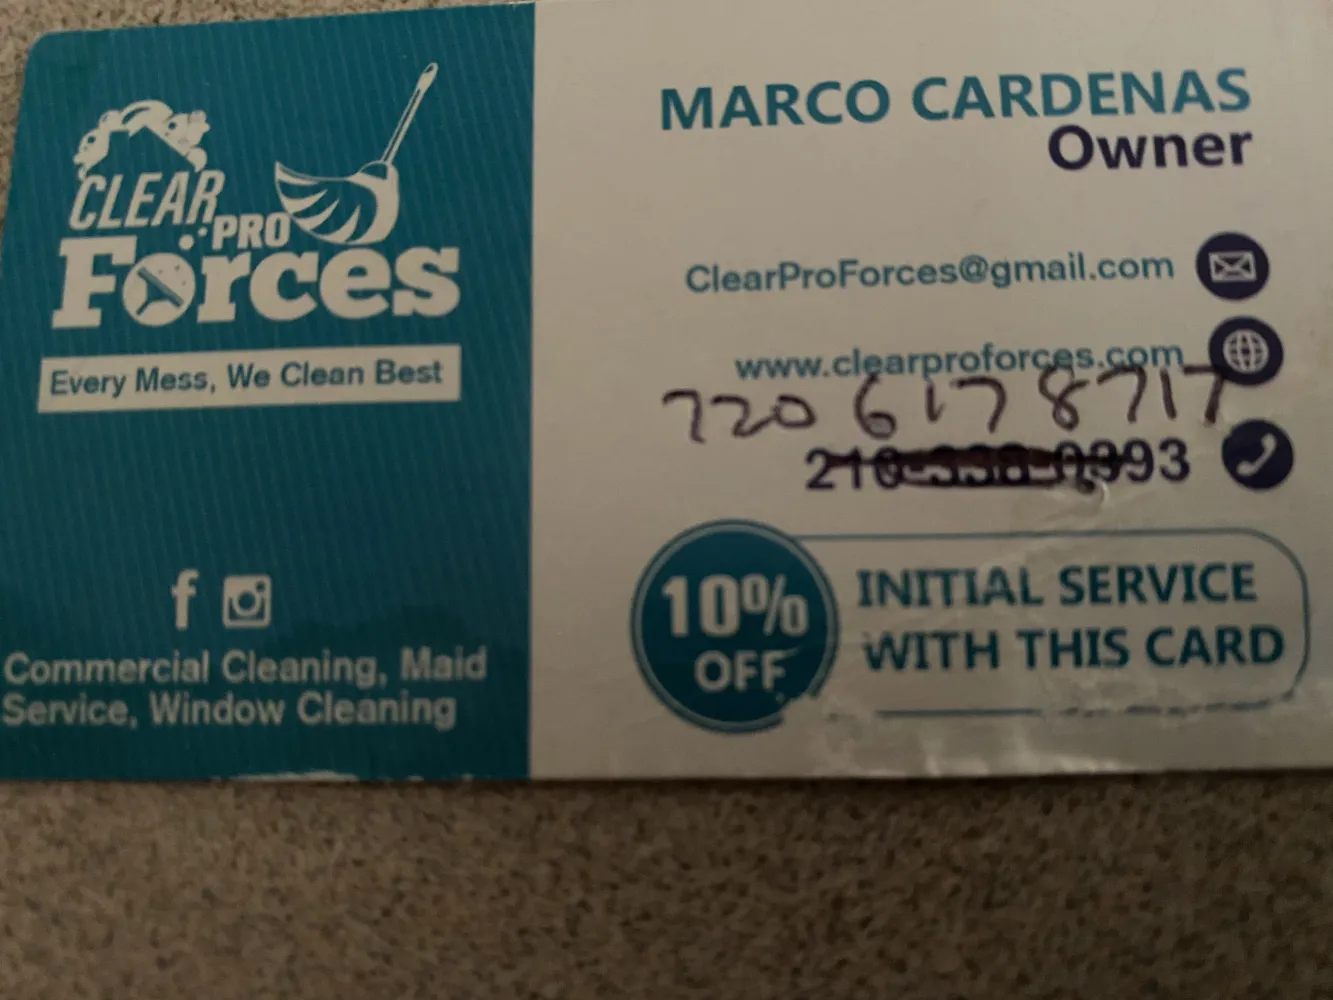 CLEAR
PRO
Forces
Every Mess, We Clean Best
Commercial Cleaning, Maid
Service, Window Cleaning
MARCO CARDENAS
Owner
ClearProForces@gmail.com
www.clearproforces.com
720 617 8717
10%
OFF
INITIAL SERVICE
WITH THIS CARD